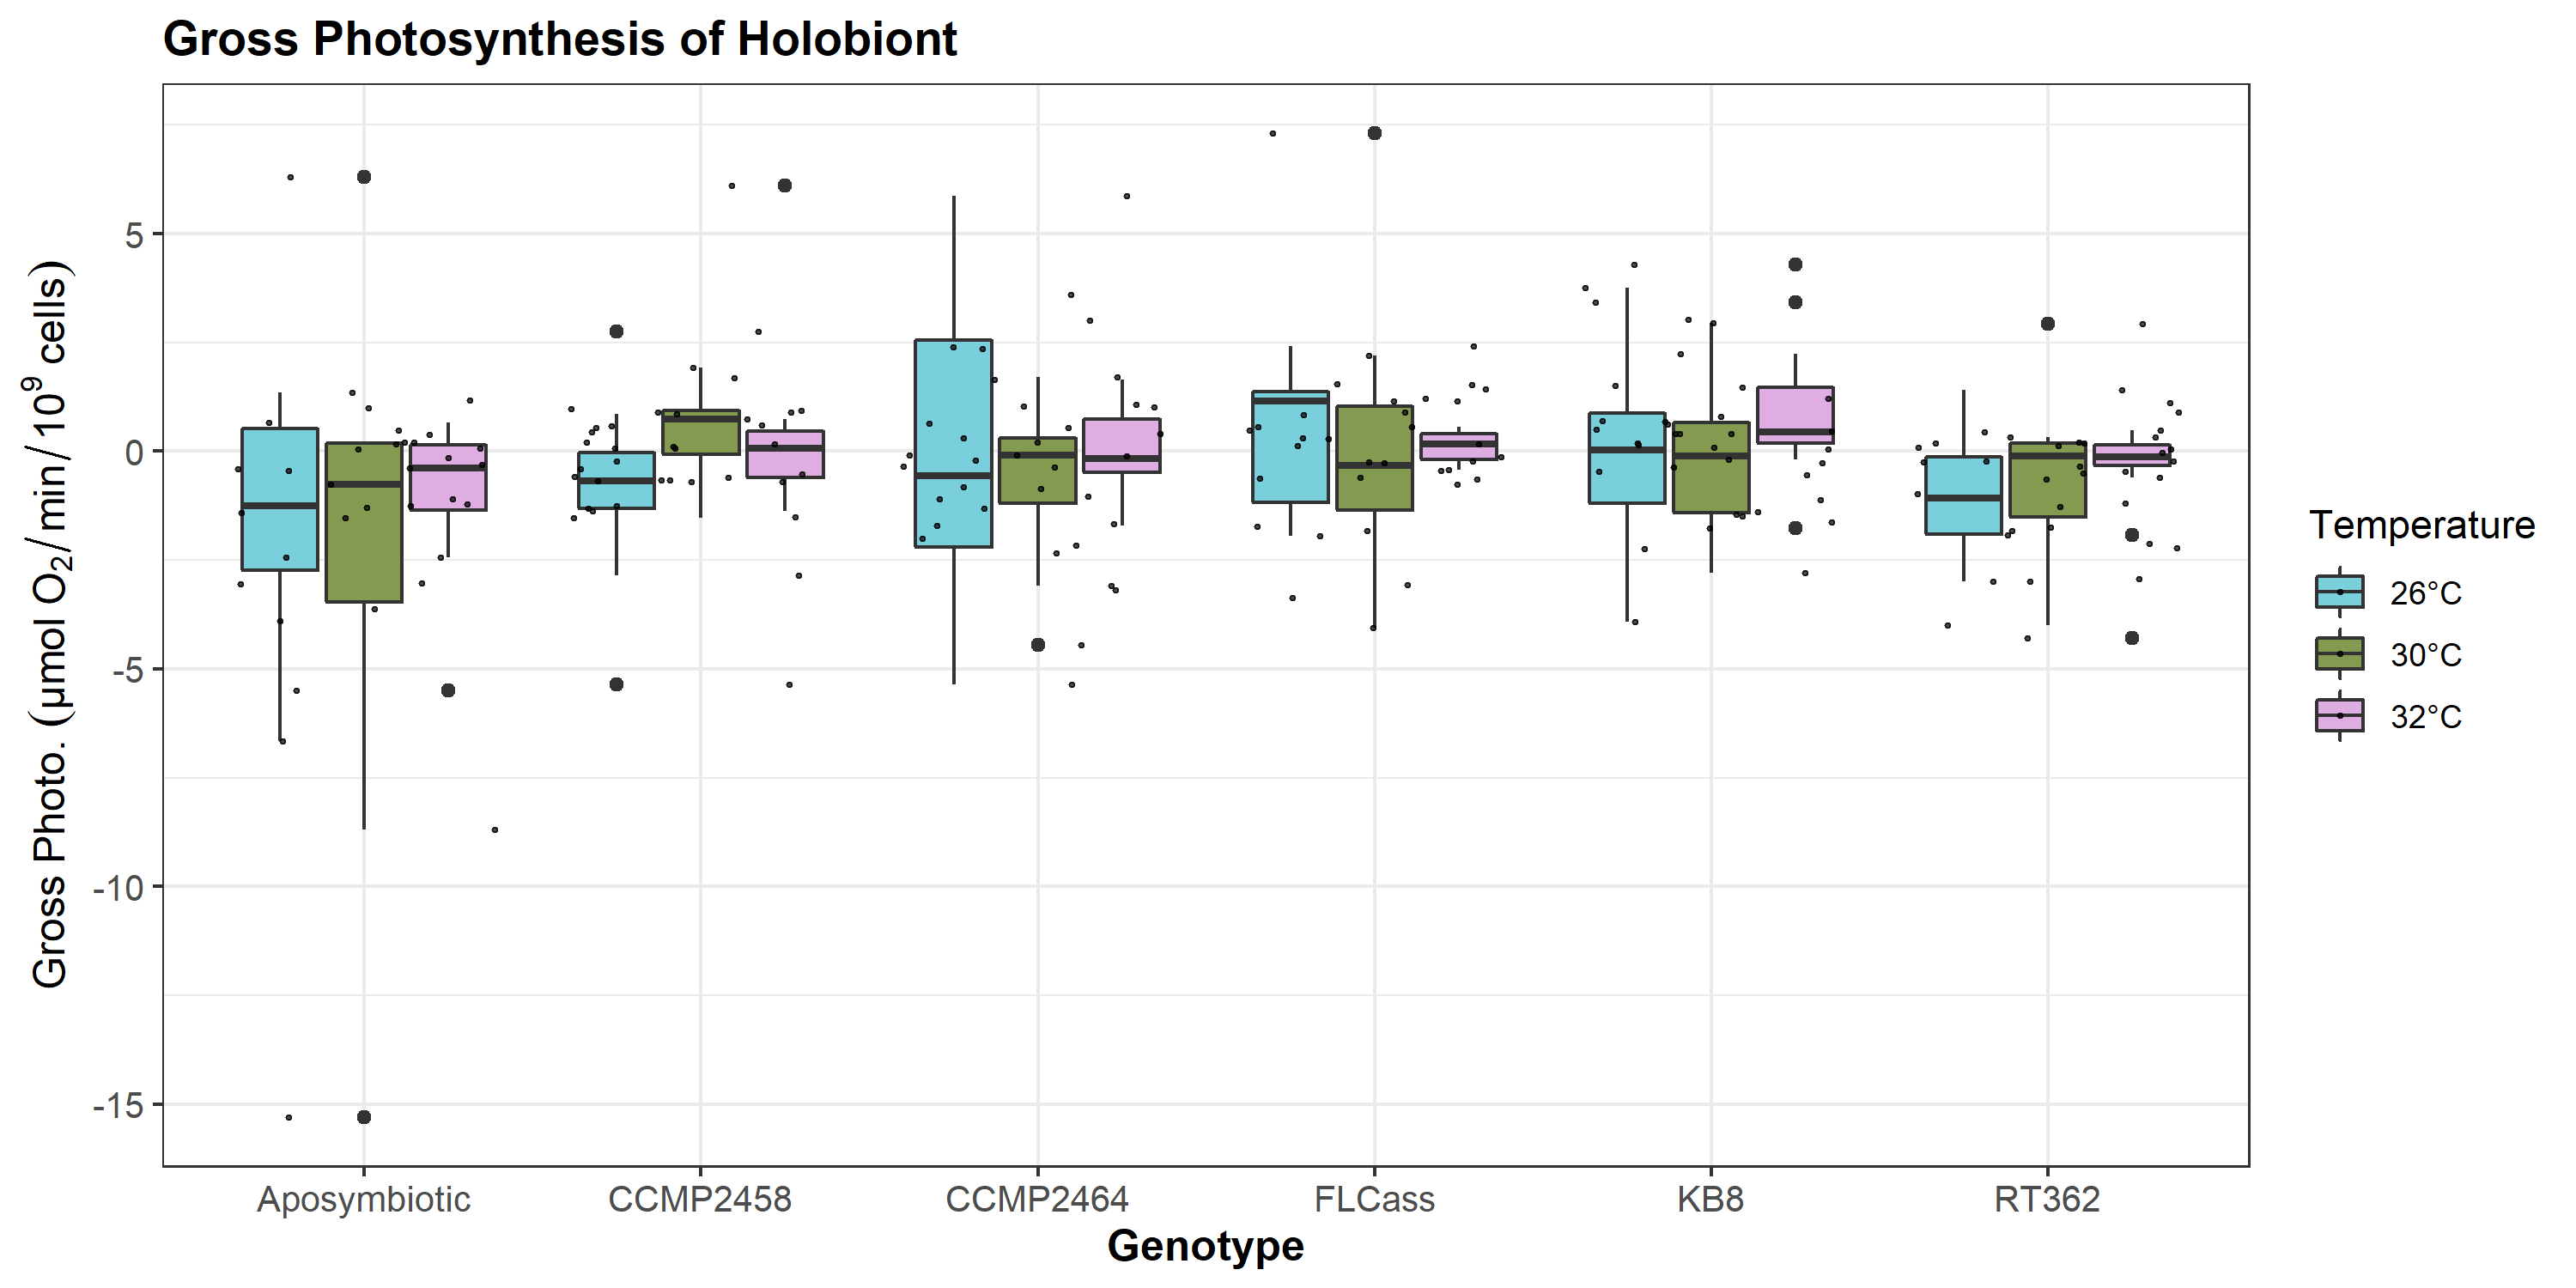 Gross Photosynthesis of Holobiont
Gross Photo. (µmol O₂/min/10⁹ cells)
5
0
-5
-10
-15
Aposymbiotic CCMP2458 CCMP2464 FLCass KB8 RT362
Genotype
Temperature
26°C
30°C
32°C